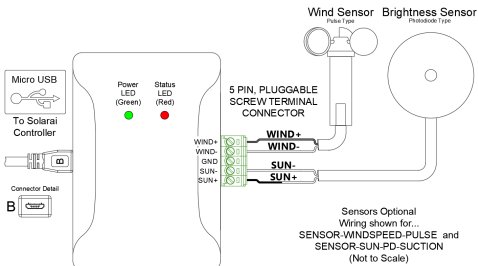 Wind Sensor
Pulse Type
Brightness Sensor
Photodiode Type
Micro USB
To Solarai
Controller
B
Connector Detail
B
Power
LED
(Green)
Status
LED
(Red)
5 PIN, PLUGGABLE
SCREW TERMINAL
CONNECTOR
WIND+
WIND-
GND
SUN-
SUN+
WIND+
WIND-
SUN-
SUN+
Sensors Optional
Wiring shown for...
SENSOR-WINDSPEED-PULSE and
SENSOR-SUN-PD-SUCTION
(Not to Scale)